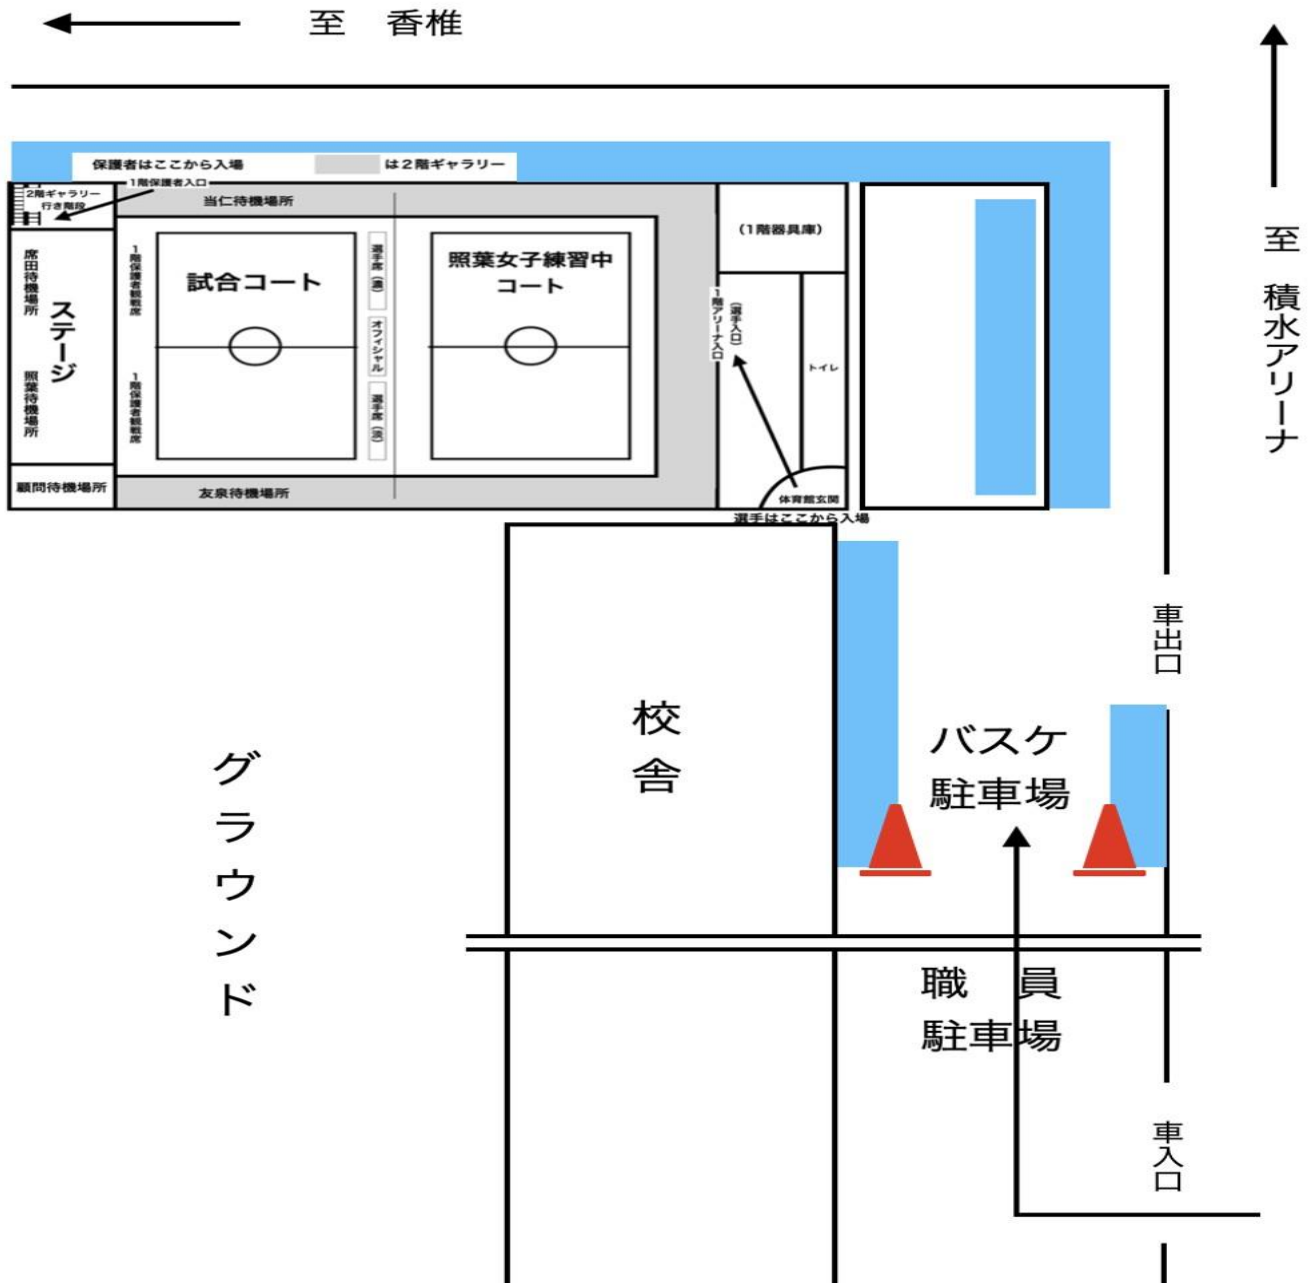 至　香椎
保護者はここから入場
は２階ギャラリー
1階保護者入口
2階ギャラリー
行き階段
当仁待機場所
(１階器具庫)
至　積水アリーナ
席田待機場所
ステージ
照葉待機場所
1階保護者観戦席
1階保護者観戦席
試合コート
選手席(濃)
オフィシャル
選手席(淡)
照葉女子練習中
コート
(選手入口)
1階アリーナ入口
トイレ
顧問待機場所
友泉待機場所
体育館玄関
選手はここから入場
車出口
校舎
バスケ
駐車場
グラウンド
職　員
駐車場
車入口